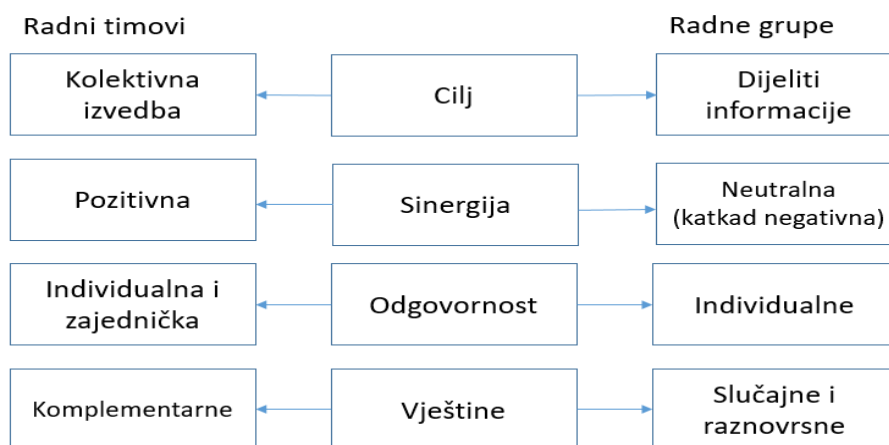 Radni timovi
Radne grupe
Kolektivna
izvedba
Cilj
Dijeliti
informacije
Pozitivna
Sinergija
Neutralna
(katkad negativna)
Individualna i
zajednička
Odgovornost
Individualne
Komplementarne
Vještine
Slučajne i
raznovrsne